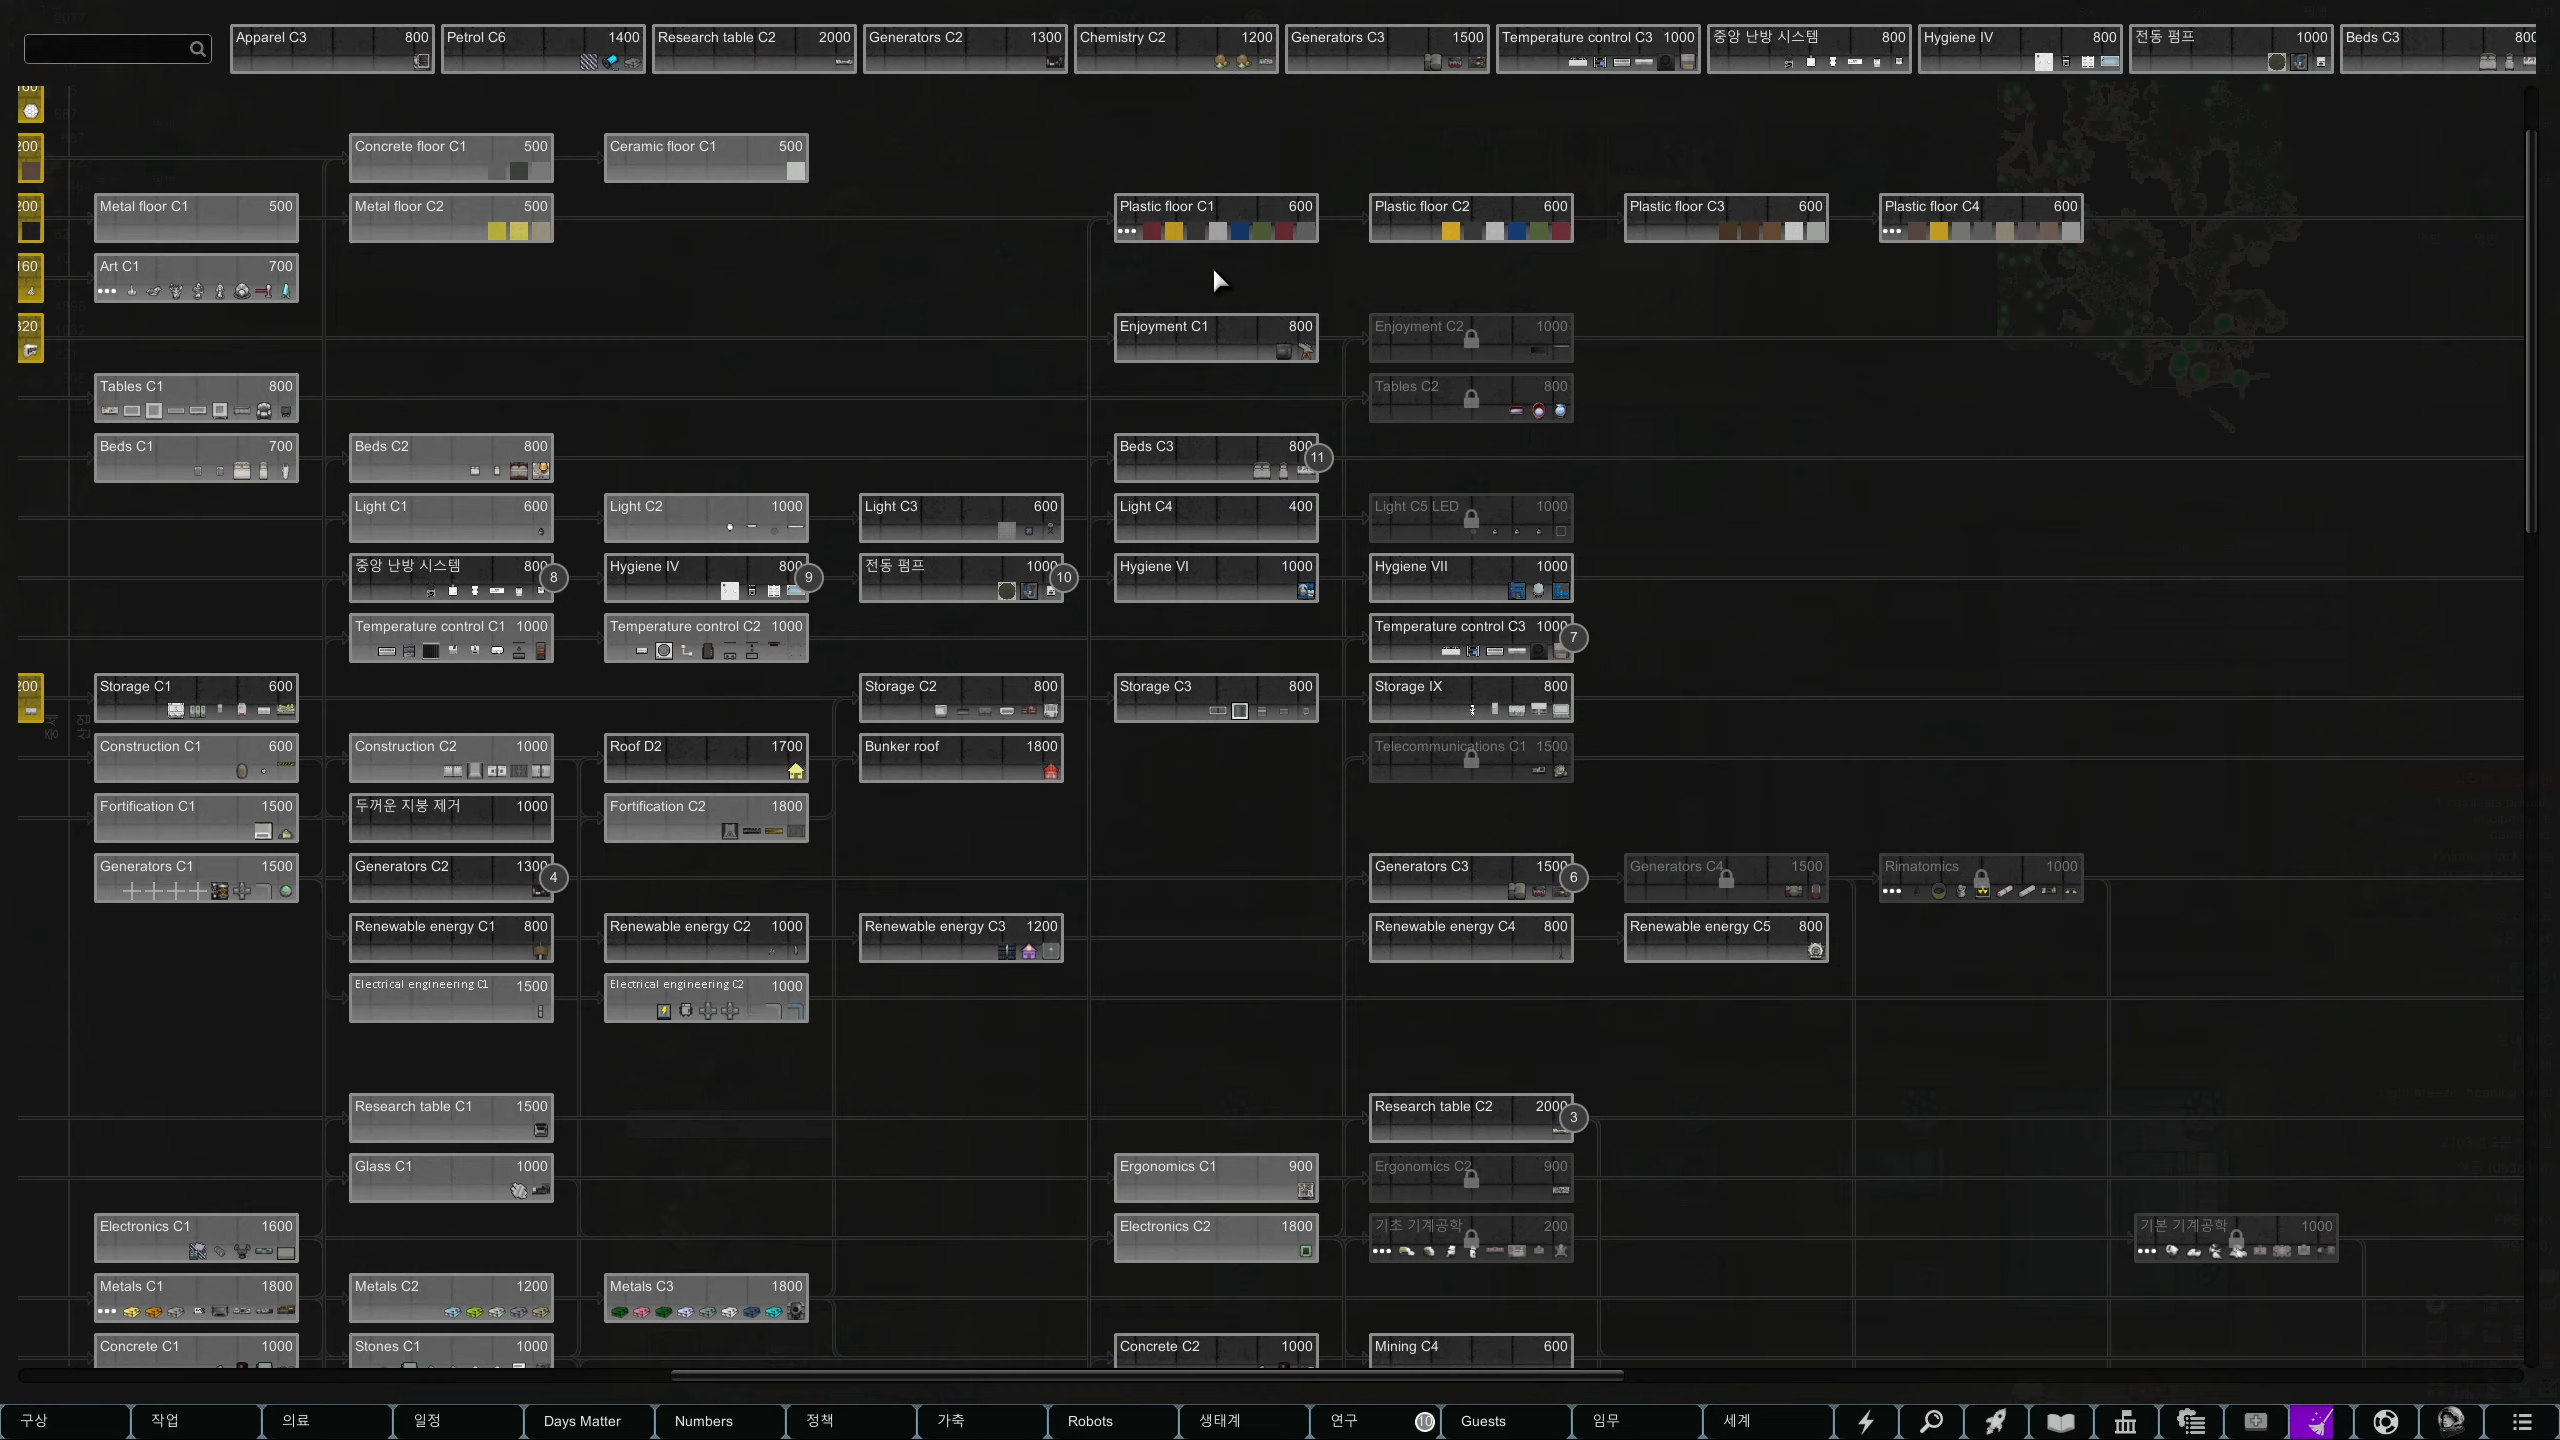 Apparel C3 800
Petrol C6 1400
Research table C2 2000
Generators C2 1300
Chemistry C2 1200
Generators C3 1500
Temperature control C3 1000
중앙 난방 시스템 800
Hygiene IV 800
전동 펌프 1000
Beds C3
200
Concrete floor C1 500
Ceramic floor C1 500
200
Metal floor C1 500
Metal floor C2 500
Plastic floor C1 600
Plastic floor C2 600
Plastic floor C3 600
Plastic floor C4 600
160
Art C1 700
320
Enjoyment C1 800
Enjoyment C2 1000
Tables C1 800
Tables C2 800
Beds C1 700
Beds C2 800
Beds C3 800
11
Light C1 600
Light C2 1000
Light C3 600
Light C4 400
Light C5 LED 1000
중앙 난방 시스템 800
8
Hygiene IV 800
9
전동 펌프 1000
10
Hygiene VI 1000
Hygiene VII 1000
Temperature control C1 1000
Temperature control C2 1000
Temperature control C3 1000
7
200
Storage C1 600
Storage C2 800
Storage C3 800
Storage IX 800
Construction C1 600
Construction C2 1000
Roof D2 1700
Bunker roof 1800
Telecommunications C1 1500
Fortification C1 1500
두꺼운 지붕 제거 1000
Fortification C2 1800
Generators C1 1500
Generators C2 1300
4
Generators C3 1500
6
Generators C4 1500
Rimatomics 1000
Renewable energy C1 800
Renewable energy C2 1000
Renewable energy C3 1200
Renewable energy C4 800
Renewable energy C5 800
Electrical engineering C1 1500
Electrical engineering C2 1000
Research table C1 1500
Research table C2 2000
3
Glass C1 1000
Ergonomics C1 900
Ergonomics C2 900
Electronics C1 1600
Electronics C2 1800
기초 기계공학 200
기본 기계공학 1000
Metals C1 1800
Metals C2 1200
Metals C3 1800
Concrete C1 1000
Stones C1 1000
Concrete C2 1000
Mining C4 600
구상
작업
의료
일정
Days Matter
Numbers
정책
가축
Robots
생태계
연구
10
Guests
임무
세계